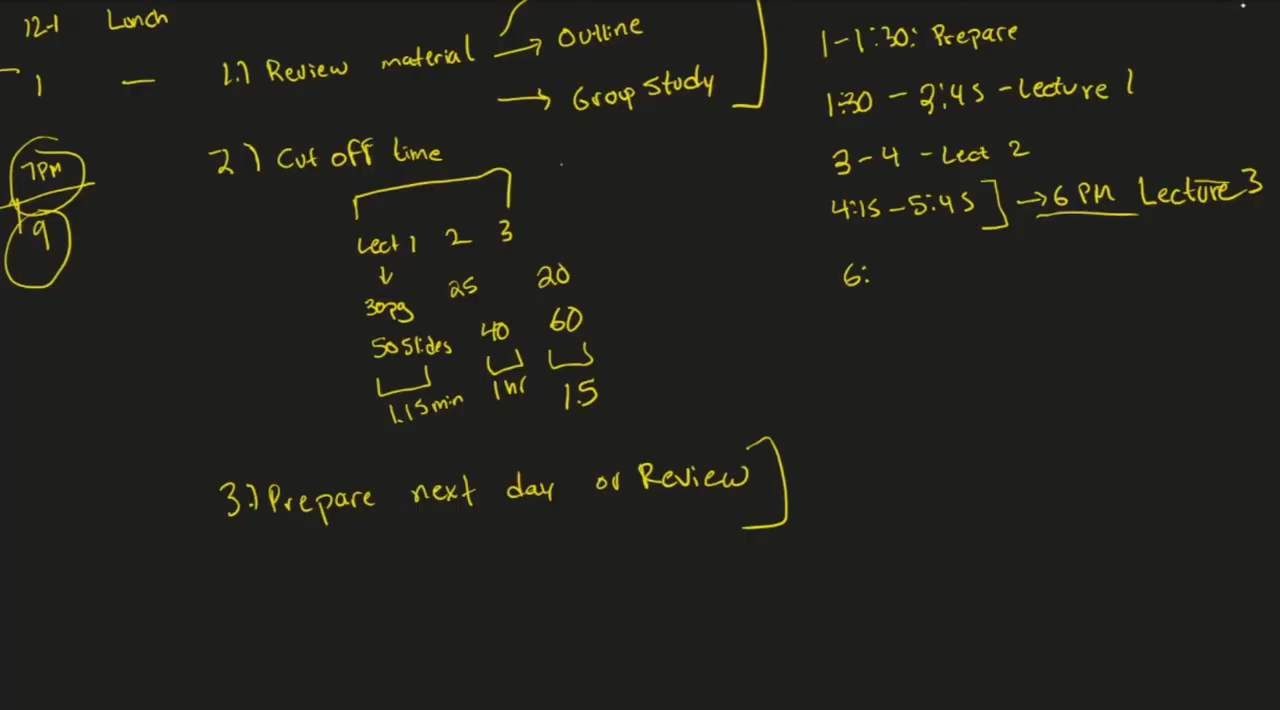 12-1 Lunch
1 —
7PM
9
1.) Review material → Outline
→ Group study
2.) Cut off time
Lect 1 2 3
30pg 25 20
50 Slides 40 60
1.15 min 1 hr 1.5
3.) Prepare next day or Review
1-1:30: Prepare
1:30 - 2:45 - Lecture 1
3-4 - Lect 2
4:15 - 5:45 → 6 PM Lecture 3
6: